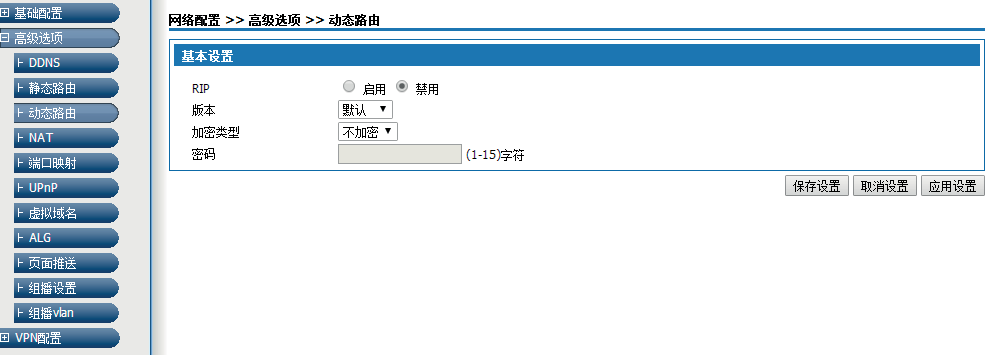 基础配置
高级选项
DDNS
静态路由
动态路由
NAT
端口映射
UPnP
虚拟域名
ALG
页面推送
组播设置
组播vlan
VPN配置
网络配置 >> 高级选项 >> 动态路由
基本设置
RIP 启用 禁用
版本 默认
加密类型 不加密
密码 (1-15)字符
保存设置 取消设置 应用设置